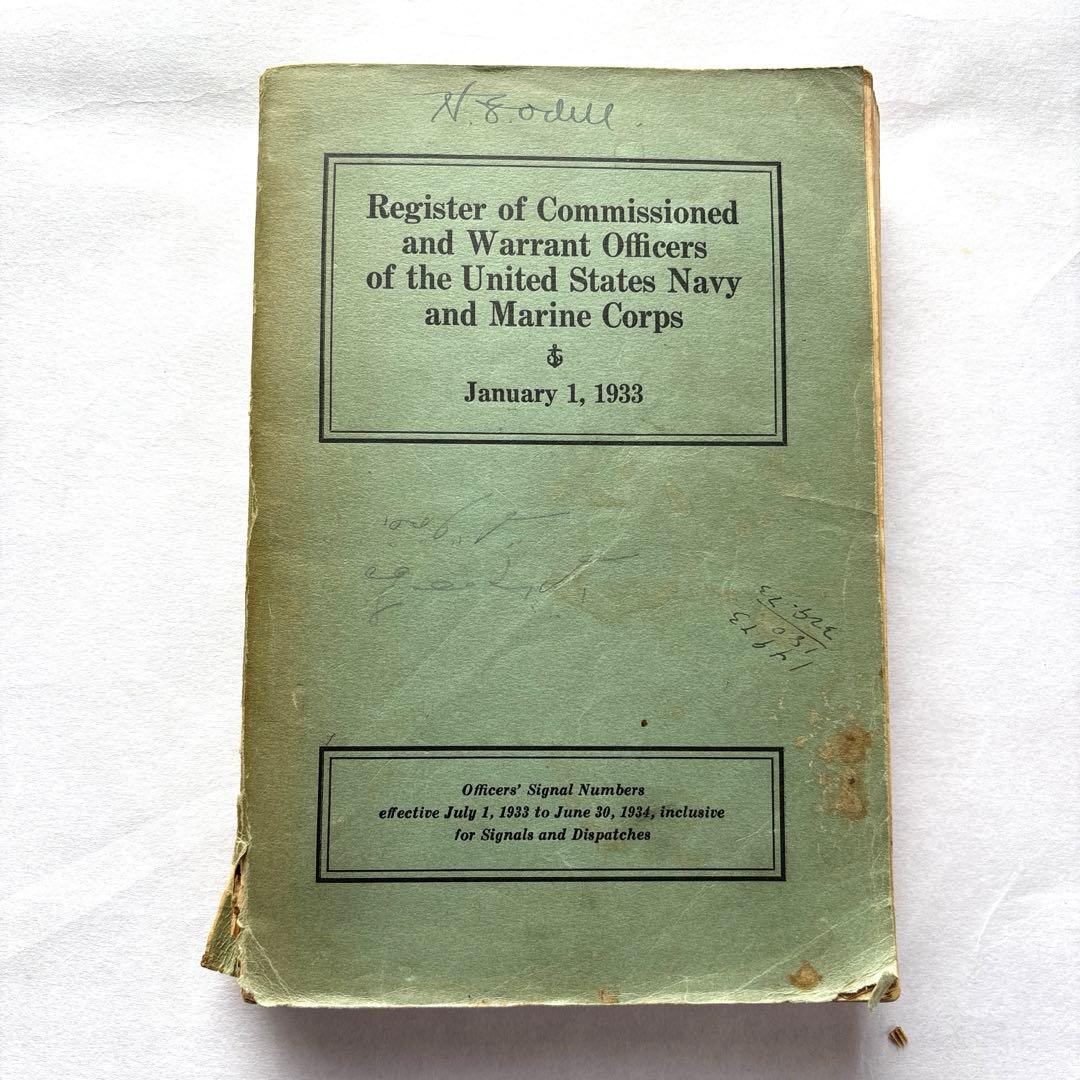 N.E. Odell.
Register of Commissioned
and Warrant Officers
of the United States Navy
and Marine Corps
January 1, 1933
Officers' Signal Numbers
effective July 1, 1933 to June 30, 1934, inclusive
for Signals and Dispatches